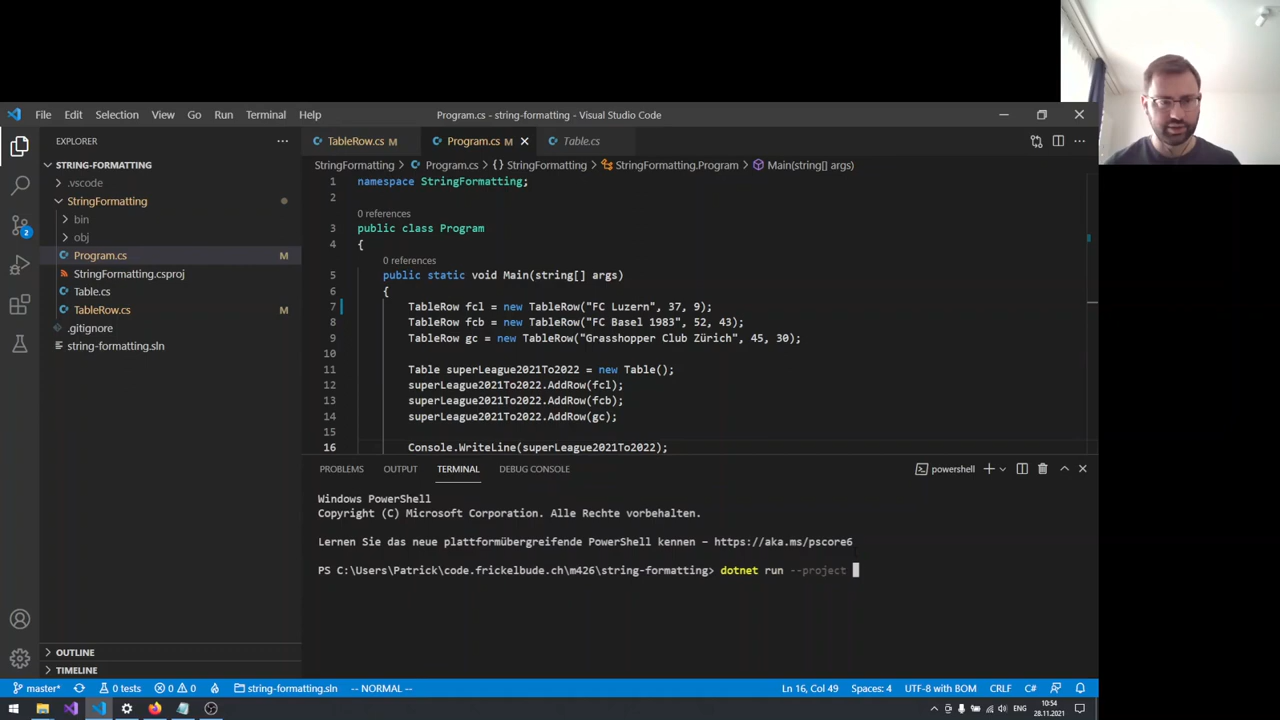 File Edit Selection View Go Run Terminal Help Program.cs - string-formatting - Visual Studio Code
EXPLORER
TableRow.cs M Program.cs M Table.cs
STRING-FORMATTING
StringFormatting > Program.cs > {} StringFormatting > StringFormatting.Program > Main(string[] args)
.vscode
StringFormatting
bin
obj
Program.cs M
StringFormatting.csproj
Table.cs
TableRow.cs M
.gitignore
string-formatting.sln
1 namespace StringFormatting;
2
0 references
3 public class Program
4 {
0 references
5 public static void Main(string[] args)
6 {
7 TableRow fcl = new TableRow("FC Luzern", 37, 9);
8 TableRow fcb = new TableRow("FC Basel 1983", 52, 43);
9 TableRow gc = new TableRow("Grasshopper Club Zürich", 45, 30);
10
11 Table superLeague2021To2022 = new Table();
12 superLeague2021To2022.AddRow(fcl);
13 superLeague2021To2022.AddRow(fcb);
14 superLeague2021To2022.AddRow(gc);
15
16 Console.WriteLine(superLeague2021To2022);
2
PROBLEMS OUTPUT TERMINAL DEBUG CONSOLE powershell
Windows PowerShell
Copyright (C) Microsoft Corporation. Alle Rechte vorbehalten.
Lernen Sie das neue plattformübergreifende PowerShell kennen – https://aka.ms/pscore6
PS C:\Users\Patrick\code.frickelbude.ch\m426\string-formatting> dotnet run --project
OUTLINE
TIMELINE
master* 0 tests 0 0 string-formatting.sln -- NORMAL -- Ln 16, Col 49 Spaces: 4 UTF-8 with BOM CRLF C#
ENG 10:54
28.11.2021